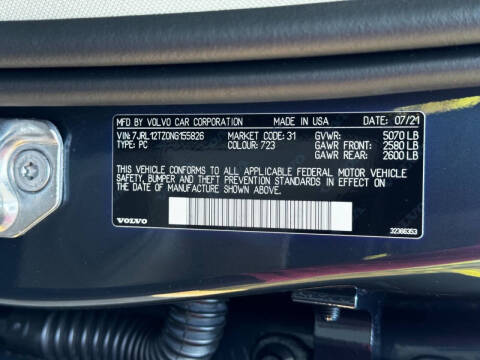 MFD BY VOLVO CAR CORPORATION MADE IN USA DATE: 07/21
VIN: 7JRL12TZ0NG155826 MARKET CODE: 31 GVWR: 5070 LB
TYPE: PC COLOUR: 723 GAWR FRONT: 2580 LB
GAWR REAR: 2600 LB
THIS VEHICLE CONFORMS TO ALL APPLICABLE FEDERAL MOTOR VEHICLE
SAFETY, BUMPER AND THEFT PREVENTION STANDARDS IN EFFECT ON THE
DATE OF MANUFACTURE SHOWN ABOVE.
VOLVO 32366353